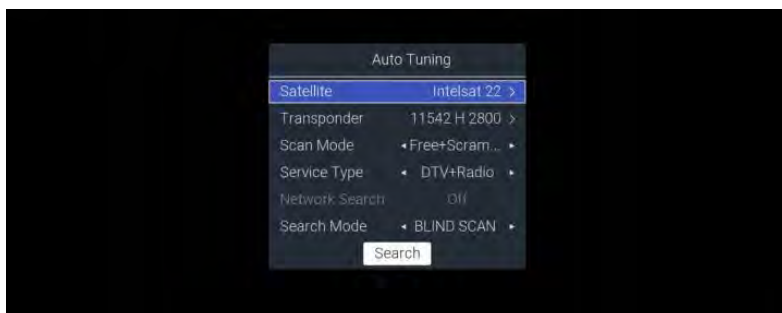 Auto Tuning
Satellite Intelsat 22 >
Transponder 11542 H 2800 >
Scan Mode Free+Scram...
Service Type DTV+Radio
Network Search Off
Search Mode BLIND SCAN
Search